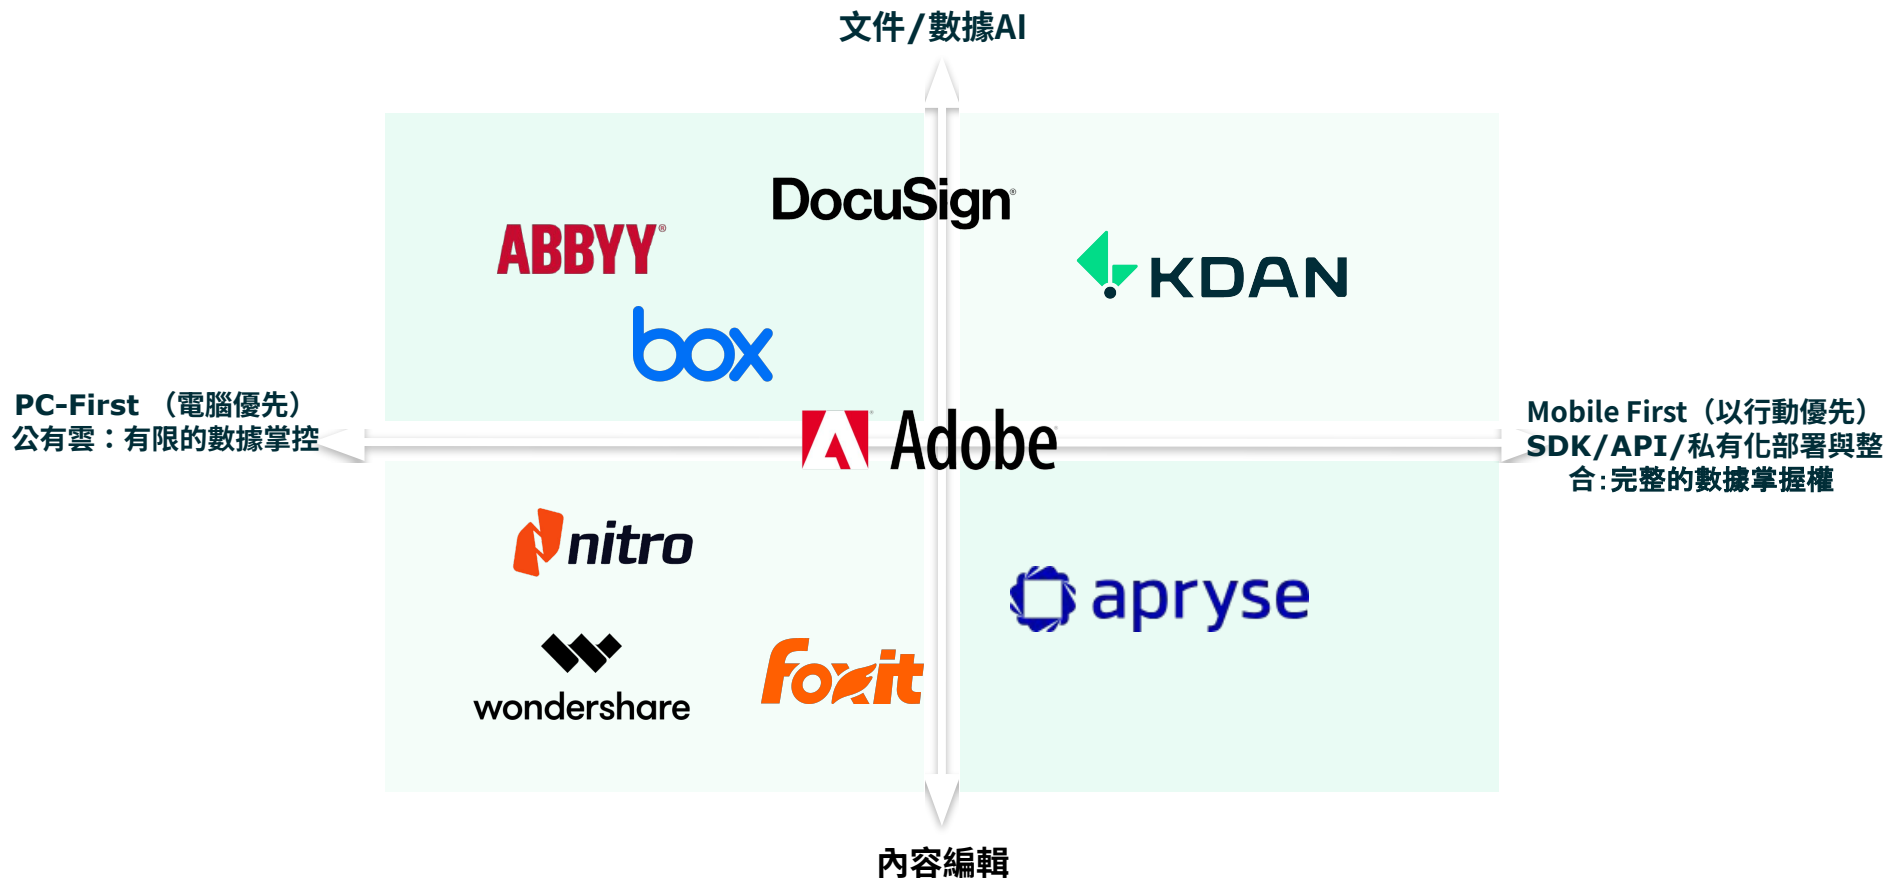 文件/數據AI
DocuSign®
ABBYY®
KDAN
box
PC-First （電腦優先）
公有雲：有限的數據掌控
Adobe
Mobile First（以行動優先）
SDK/API/私有化部署與整
合:完整的數據掌握權
nitro
apryse
wondershare
foxit
內容編輯